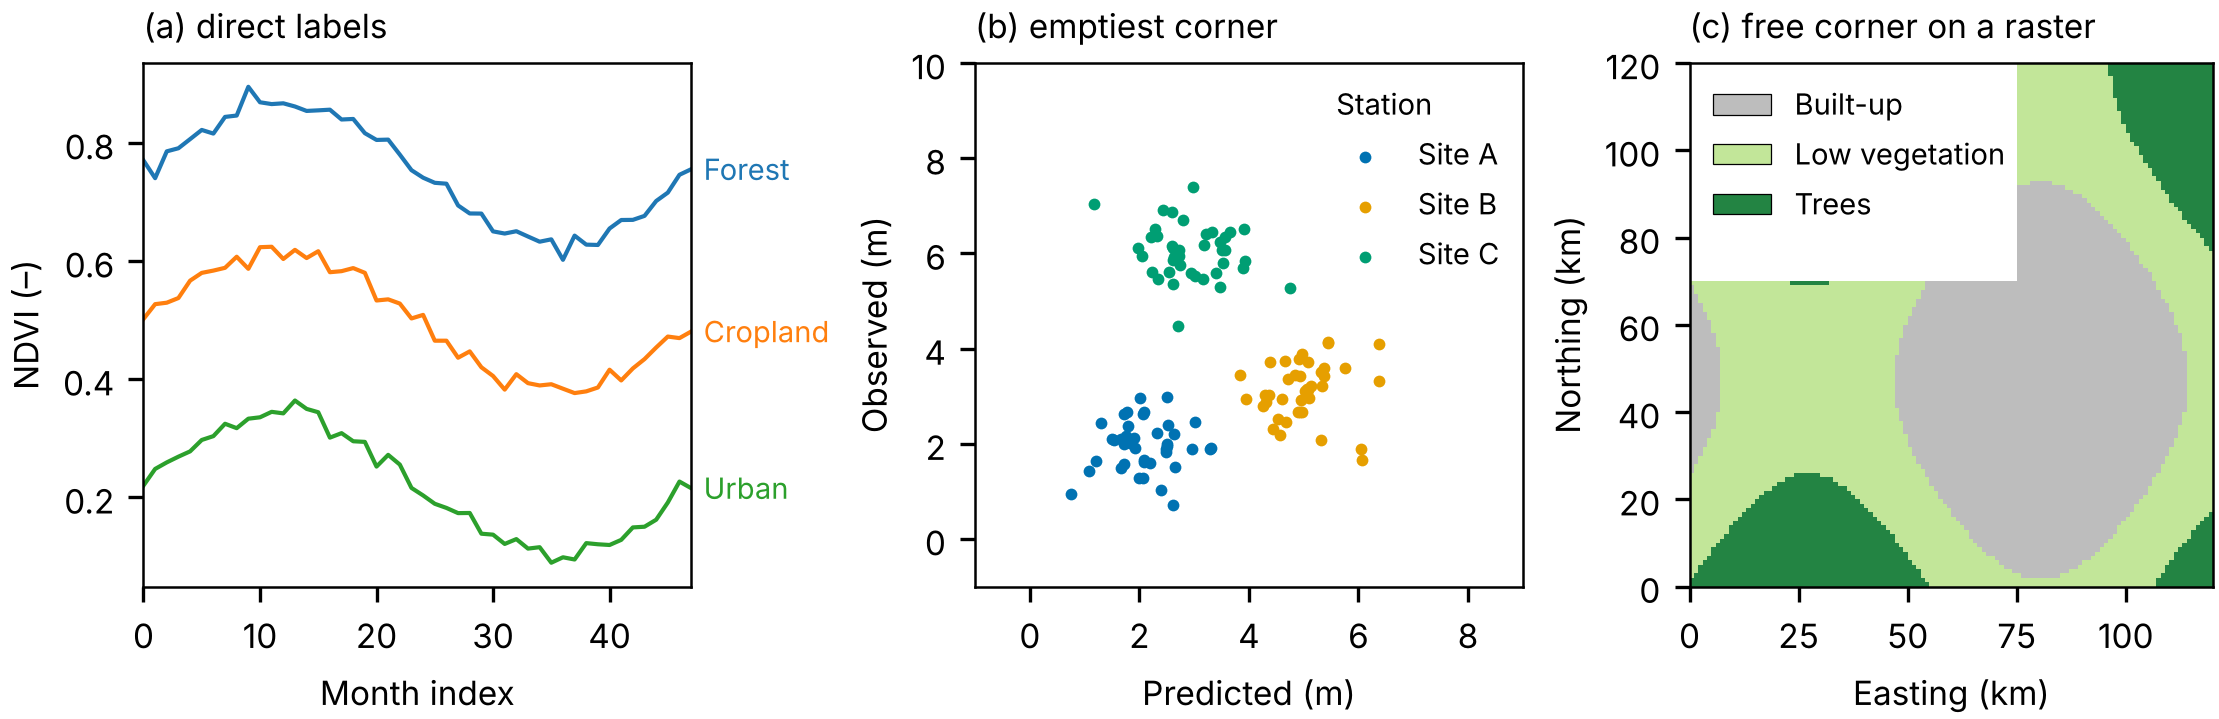 (a) direct labels
NDVI (–)
0.8
0.6
0.4
0.2
Forest
Cropland
Urban
0 10 20 30 40
Month index
(b) emptiest corner
Observed (m)
10
8
6
4
2
0
Station
Site A
Site B
Site C
0 2 4 6 8
Predicted (m)
(c) free corner on a raster
Northing (km)
120
100
80
60
40
20
0
Built-up
Low vegetation
Trees
0 25 50 75 100
Easting (km)